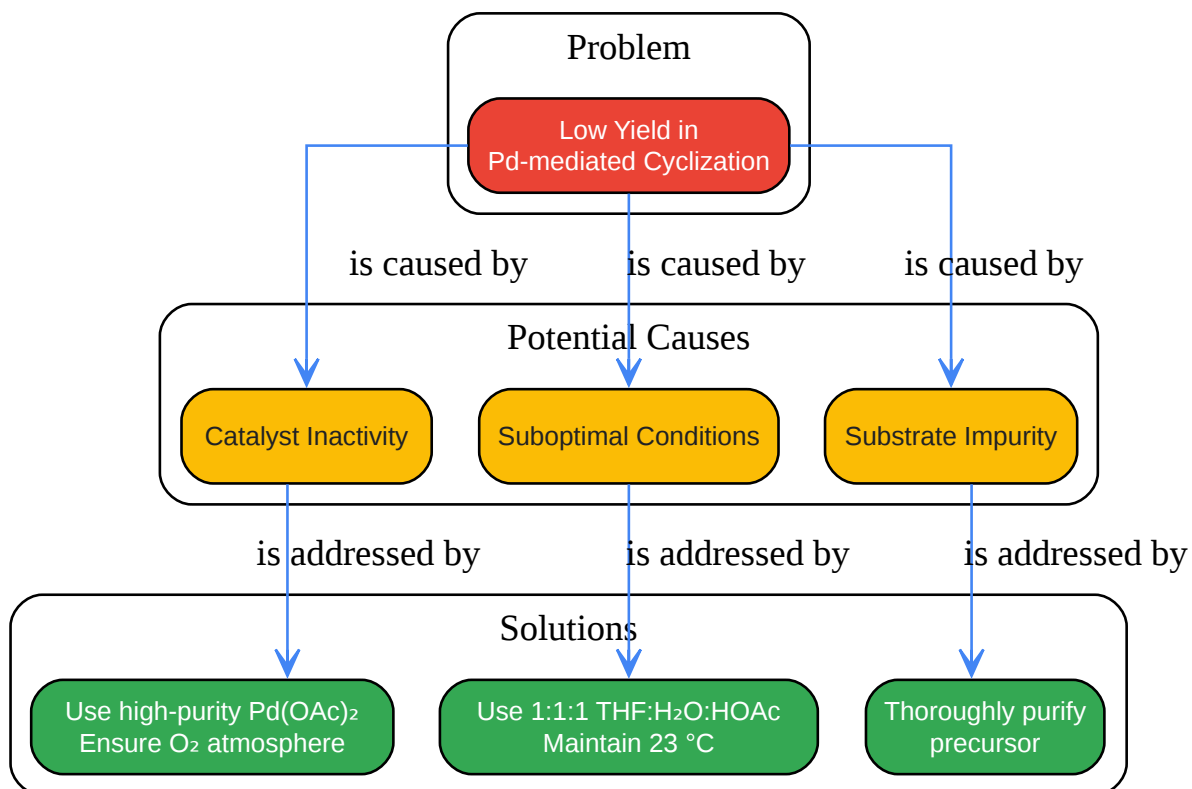 Problem
Low Yield in
Pd-mediated Cyclization
is caused by
is caused by
is caused by
Potential Causes
Catalyst Inactivity
Suboptimal Conditions
Substrate Impurity
is addressed by
is addressed by
is addressed by
Solutions
Use high-purity Pd(OAc)₂
Ensure O₂ atmosphere
Use 1:1:1 THF:H₂O:HOAc
Maintain 23 °C
Thoroughly purify
precursor